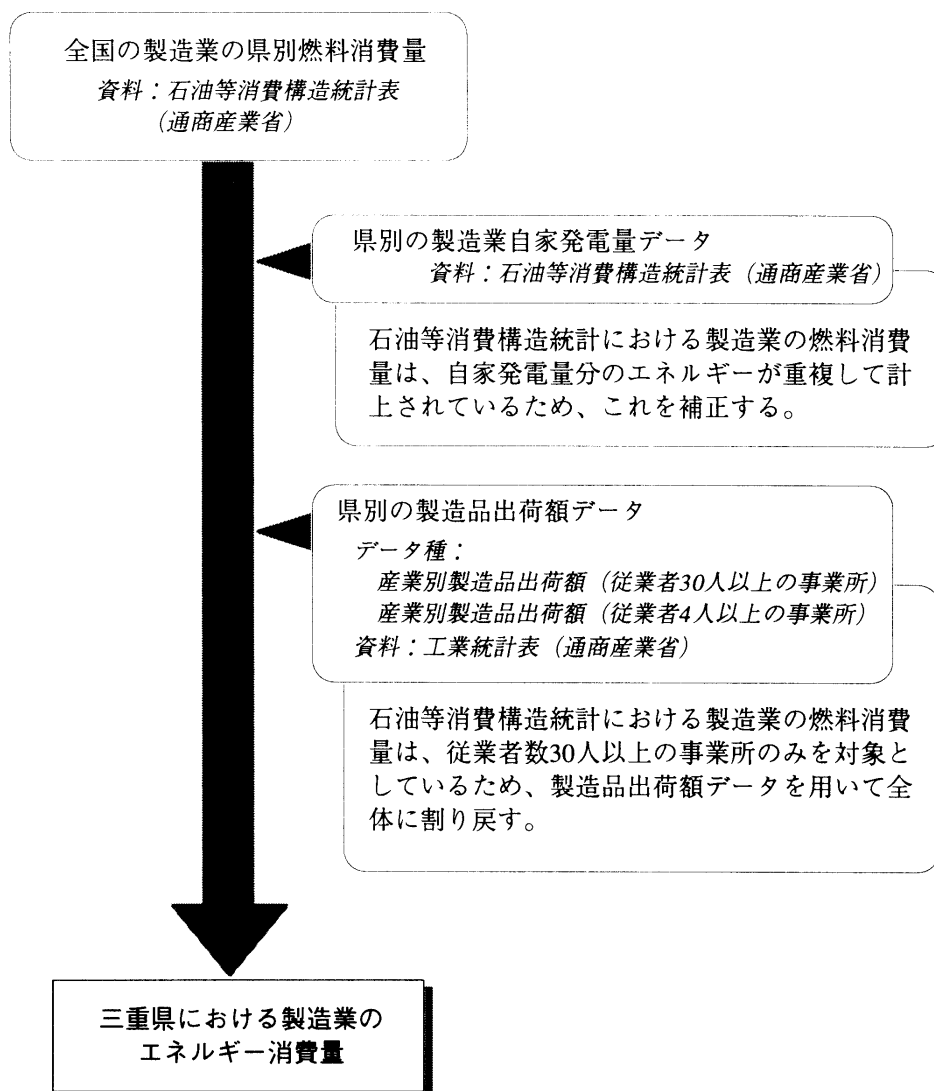 全国の製造業の県別燃料消費量
資料：石油等消費構造統計表
（通商産業省）
県別の製造業自家発電量データ
資料：石油等消費構造統計表（通商産業省）
石油等消費構造統計における製造業の燃料消費
量は、自家発電量分のエネルギーが重複して計
上されているため、これを補正する。
県別の製造品出荷額データ
データ種：
産業別製造品出荷額（従業者30人以上の事業所）
産業別製造品出荷額（従業者4人以上の事業所）
資料：工業統計表（通商産業省）
石油等消費構造統計における製造業の燃料消費
量は、従業者数30人以上の事業所のみを対象と
しているため、製造品出荷額データを用いて全
体に割り戻す。
三重県における製造業の
エネルギー消費量